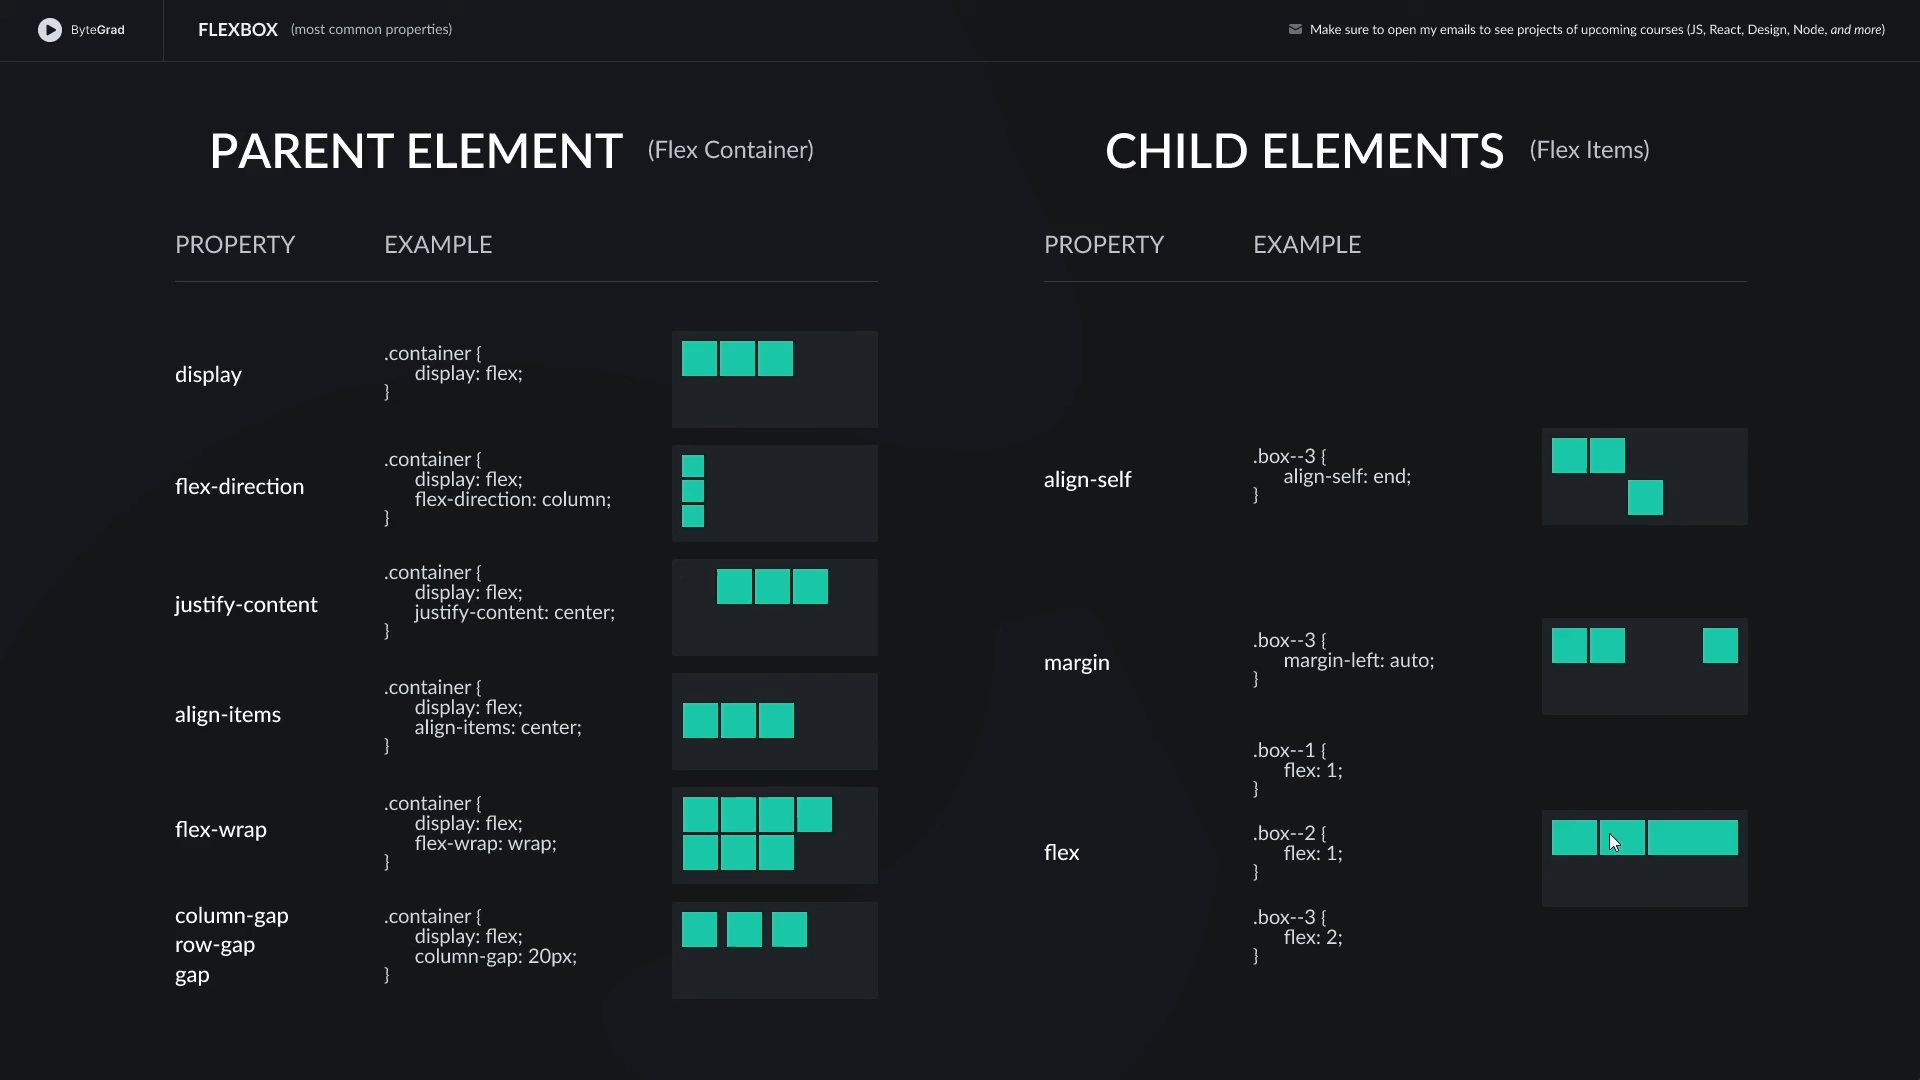 ByteGrad
FLEXBOX (most common properties)
Make sure to open my emails to see projects of upcoming courses (JS, React, Design, Node, and more)
PARENT ELEMENT (Flex Container)
PROPERTY EXAMPLE
display
.container {
display: flex;
}
flex-direction
.container {
display: flex;
flex-direction: column;
}
justify-content
.container {
display: flex;
justify-content: center;
}
align-items
.container {
display: flex;
align-items: center;
}
flex-wrap
.container {
display: flex;
flex-wrap: wrap;
}
column-gap
row-gap
gap
.container {
display: flex;
column-gap: 20px;
}
CHILD ELEMENTS (Flex Items)
PROPERTY EXAMPLE
align-self
.box--3 {
align-self: end;
}
margin
.box--3 {
margin-left: auto;
}
flex
.box--1 {
flex: 1;
}
.box--2 {
flex: 1;
}
.box--3 {
flex: 2;
}